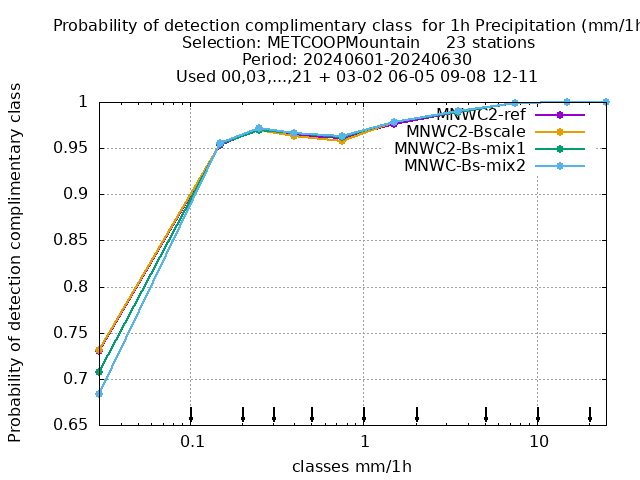 Probability of detection complimentary class  for 1h Precipitation (mm/1h
Selection: METCOOPMountain     23 stations
Period: 20240601-20240630
Used 00,03,...,21 + 03-02 06-05 09-08 12-11
Probability of detection complimentary class
1
0.95
0.9
0.85
0.8
0.75
0.7
0.65
MNWC2-ref
MNWC2-Bscale
MNWC2-Bs-mix1
MNWC-Bs-mix2
0.1
1
10
classes mm/1h